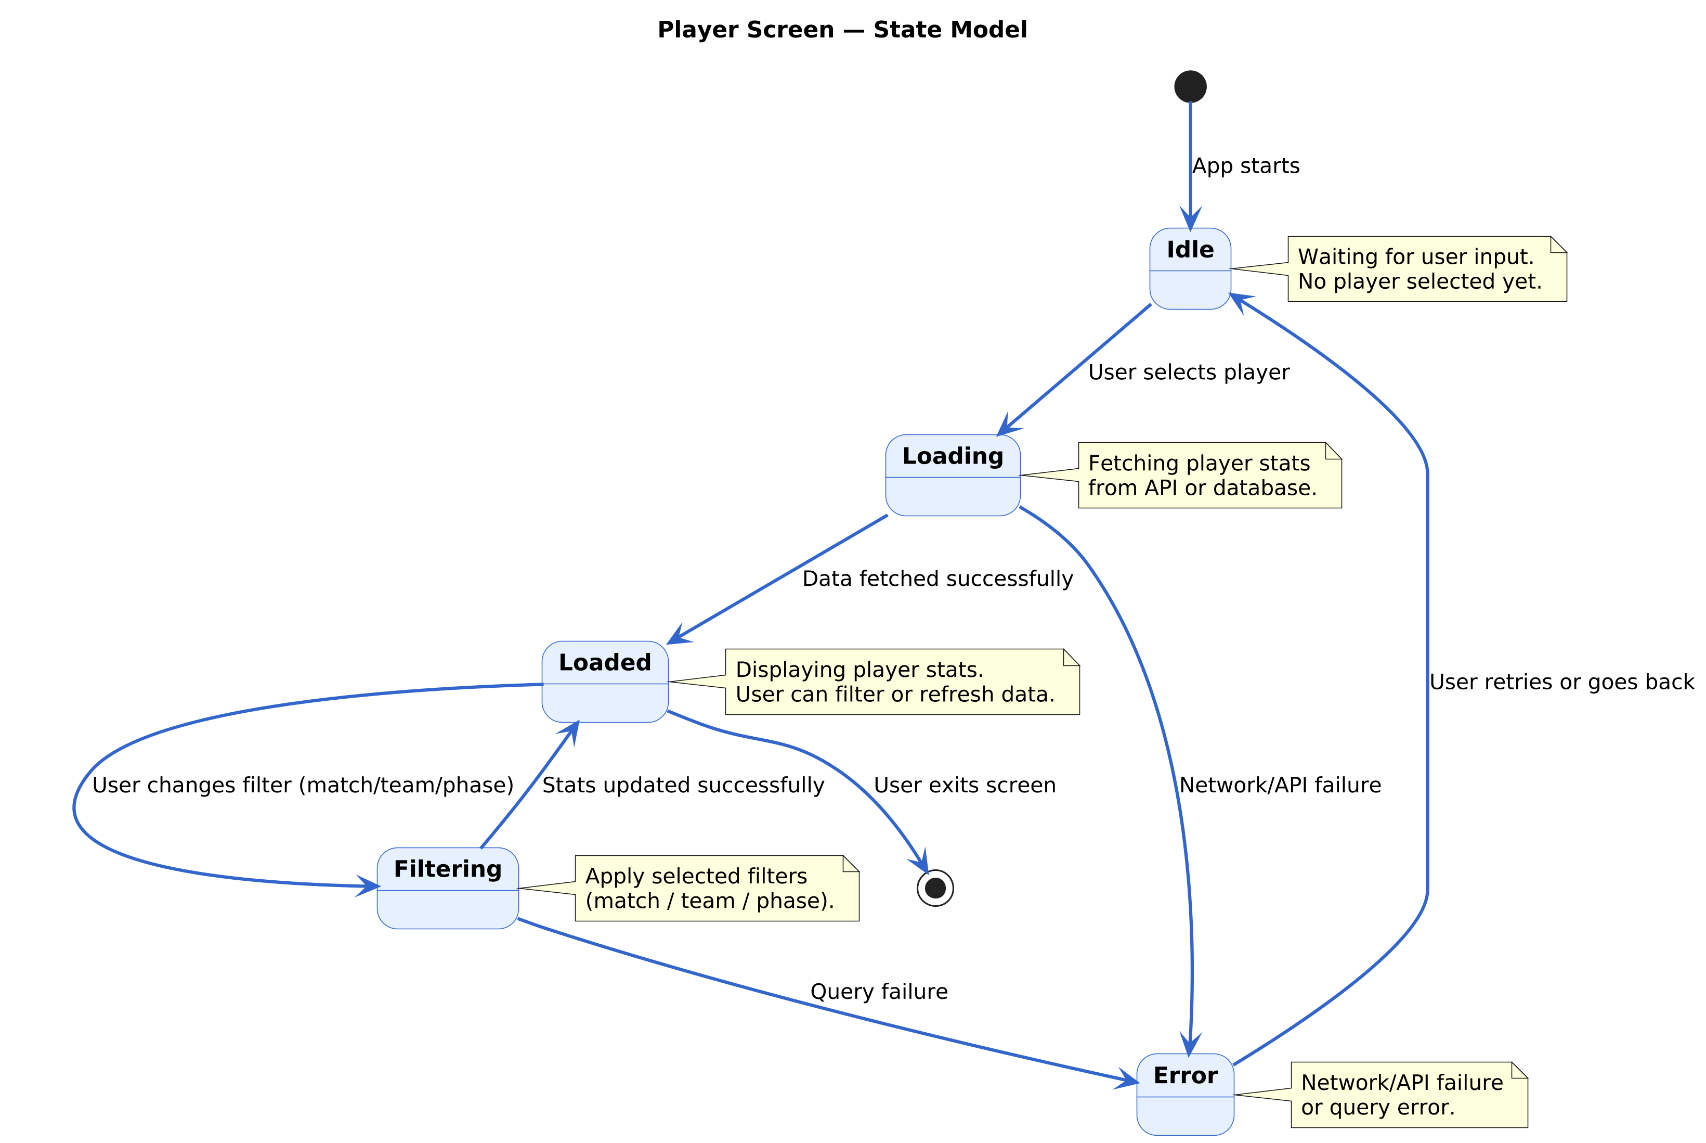 Player Screen — State Model
App starts
Idle
Waiting for user input.
No player selected yet.
User selects player
Loading
Fetching player stats
from API or database.
Data fetched successfully
Loaded
Displaying player stats.
User can filter or refresh data.
User retries or goes back
User changes filter (match/team/phase)
Stats updated successfully
User exits screen
Network/API failure
Filtering
Apply selected filters
(match / team / phase).
Query failure
Error
Network/API failure
or query error.